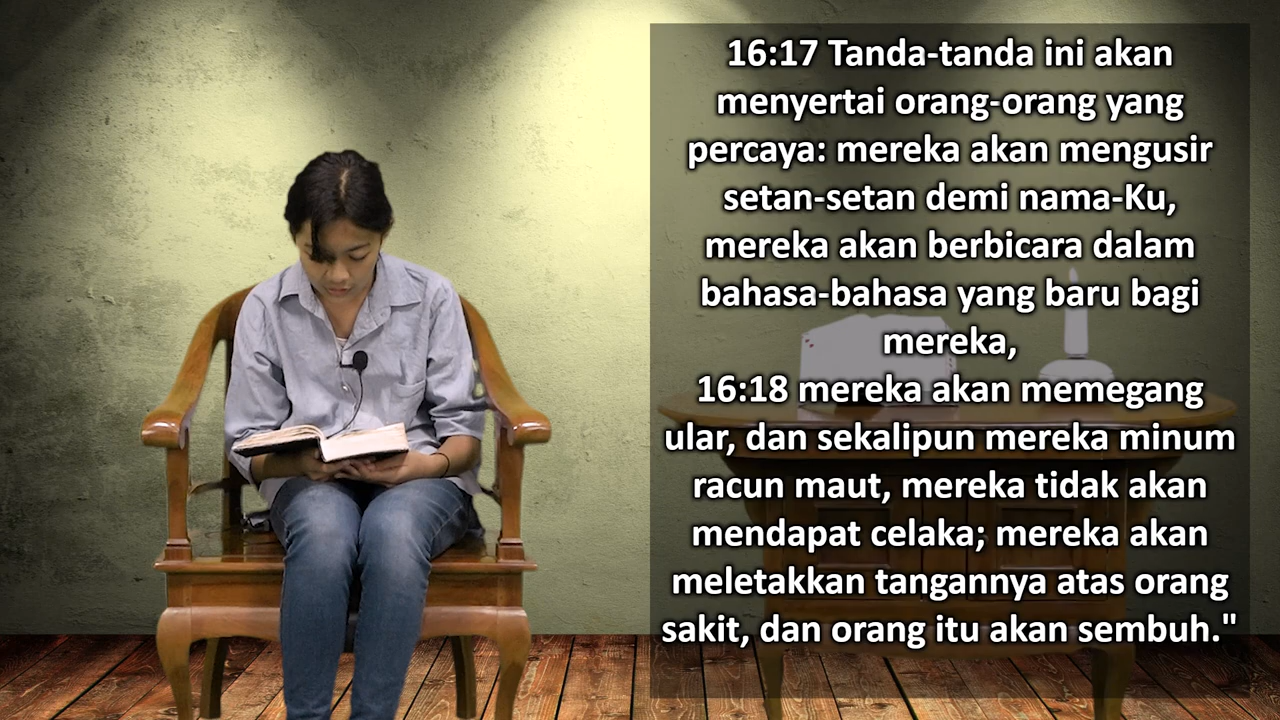 16:17 Tanda-tanda ini akan
menyertai orang-orang yang
percaya: mereka akan mengusir
setan-setan demi nama-Ku,
mereka akan berbicara dalam
bahasa-bahasa yang baru bagi
mereka,
16:18 mereka akan memegang
ular, dan sekalipun mereka minum
racun maut, mereka tidak akan
mendapat celaka; mereka akan
meletakkan tangannya atas orang
sakit, dan orang itu akan sembuh."